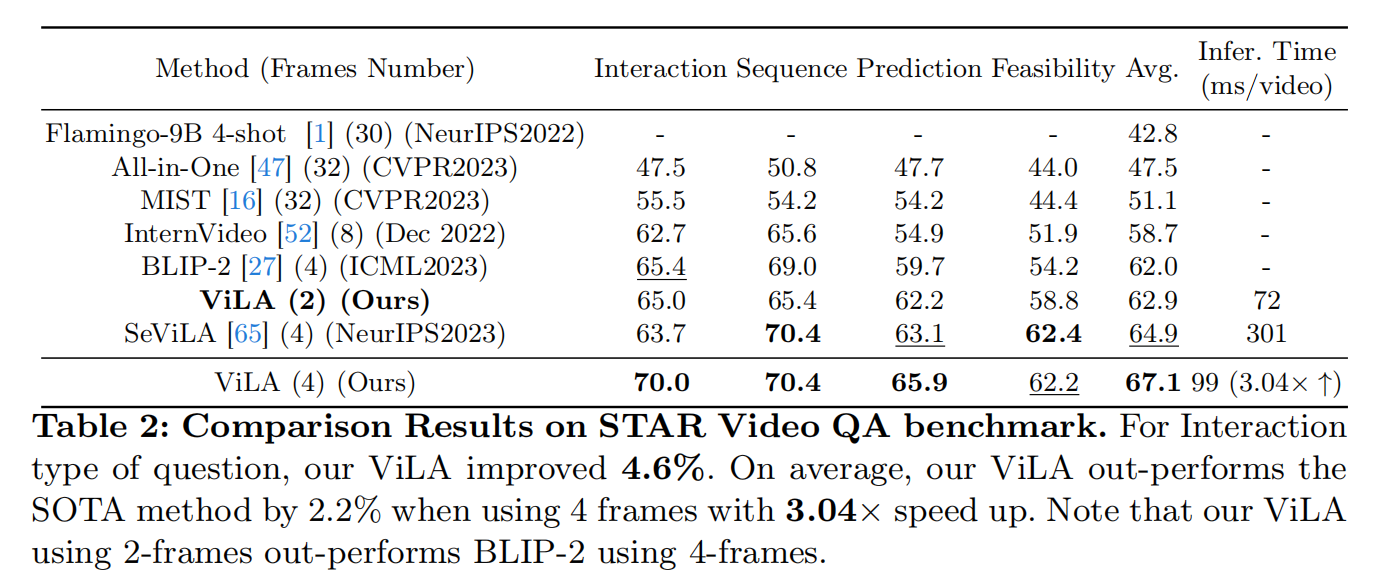 Method (Frames Number) Interaction Sequence Prediction Feasibility Avg. Infer. Time (ms/video)
Flamingo-9B 4-shot [1] (30) (NeurIPS2022) - - - - 42.8 -
All-in-One [47] (32) (CVPR2023) 47.5 50.8 47.7 44.0 47.5 -
MIST [16] (32) (CVPR2023) 55.5 54.2 54.2 44.4 51.1 -
InternVideo [52] (8) (Dec 2022) 62.7 65.6 54.9 51.9 58.7 -
BLIP-2 [27] (4) (ICML2023) 65.4 69.0 59.7 54.2 62.0 -
ViLA (2) (Ours) 65.0 65.4 62.2 58.8 62.9 72
SeViLA [65] (4) (NeurIPS2023) 63.7 70.4 63.1 62.4 64.9 301
ViLA (4) (Ours) 70.0 70.4 65.9 62.2 67.1 99 (3.04× ↑)
Table 2: Comparison Results on STAR Video QA benchmark. For Interaction
type of question, our ViLA improved 4.6%. On average, our ViLA out-performs the
SOTA method by 2.2% when using 4 frames with 3.04× speed up. Note that our ViLA
using 2-frames out-performs BLIP-2 using 4-frames.